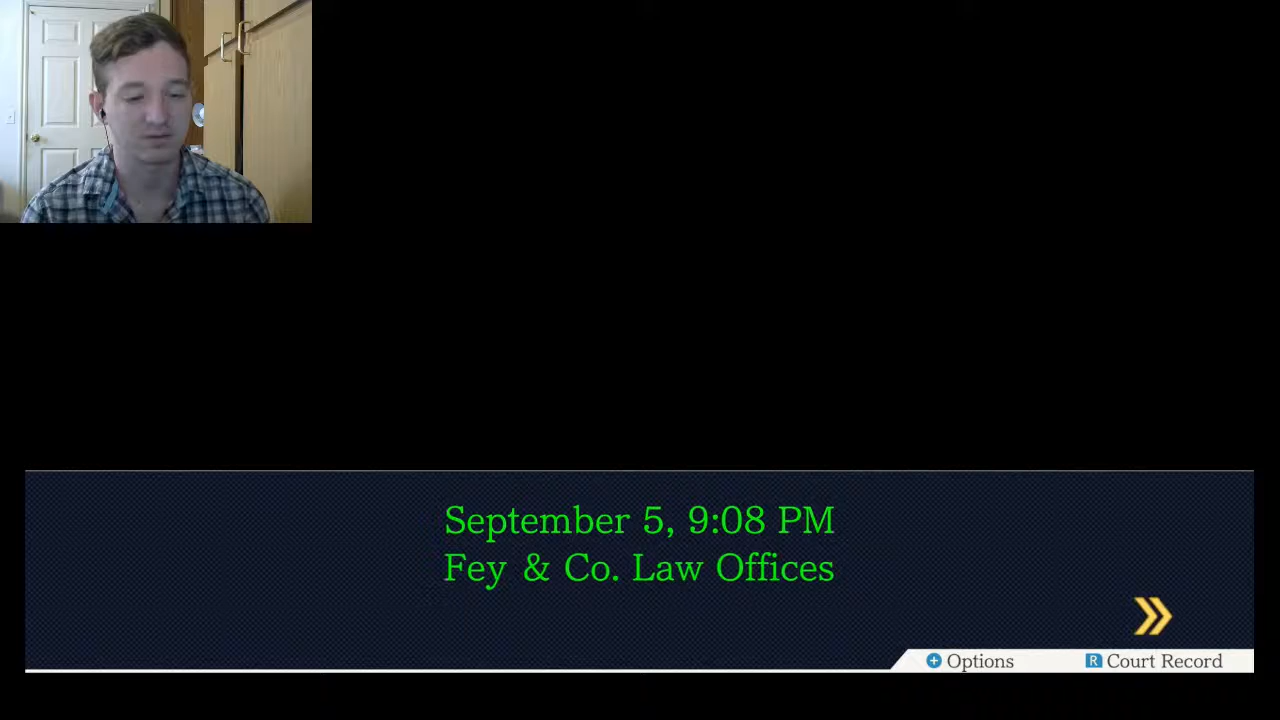 September 5, 9:08 PM
Fey & Co. Law Offices
+ Options
R Court Record